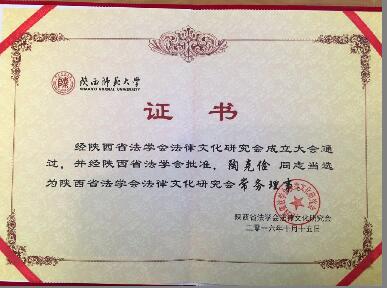 陕西师范大学
SHAANXI NORMAL UNIVERSITY
证书
经陕西省法学会法律文化研究会成立大会通
过，并经陕西省法学会批准，陶克俭 同志当选
为陕西省法学会法律文化研究会常务理事。
陕西省法学会法律文化研究会
二零一六年十月十五日